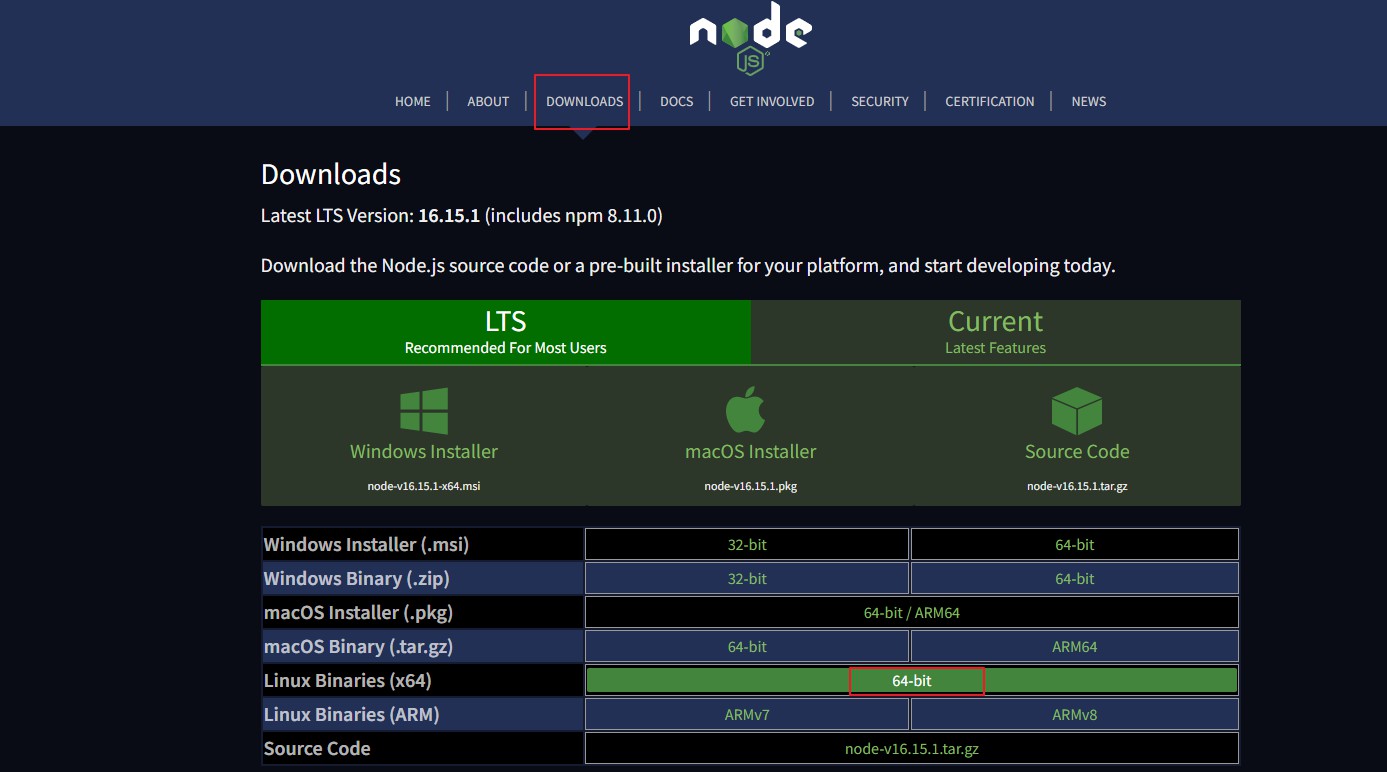 node
JS
HOME ABOUT DOWNLOADS DOCS GET INVOLVED SECURITY CERTIFICATION NEWS
Downloads
Latest LTS Version: 16.15.1 (includes npm 8.11.0)
Download the Node.js source code or a pre-built installer for your platform, and start developing today.
LTS Current
Recommended For Most Users Latest Features
Windows Installer macOS Installer Source Code
node-v16.15.1-x64.msi node-v16.15.1.pkg node-v16.15.1.tar.gz
Windows Installer (.msi) 32-bit 64-bit
Windows Binary (.zip) 32-bit 64-bit
macOS Installer (.pkg) 64-bit / ARM64
macOS Binary (.tar.gz) 64-bit ARM64
Linux Binaries (x64) 64-bit
Linux Binaries (ARM) ARMv7 ARMv8
Source Code node-v16.15.1.tar.gz